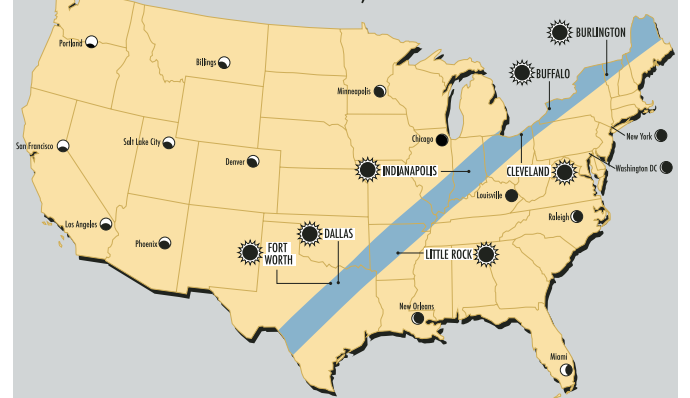 BURLINGTON
Portland
Billings
BUFFALO
Minneapolis
New York
Chicago
San Francisco
Salt Lake City
Denver
INDIANAPOLIS
CLEVELAND
Washington DC
Louisville
Raleigh
Los Angeles
Phoenix
DALLAS
FORT
WORTH
LITTLE ROCK
New Orleans
Miami